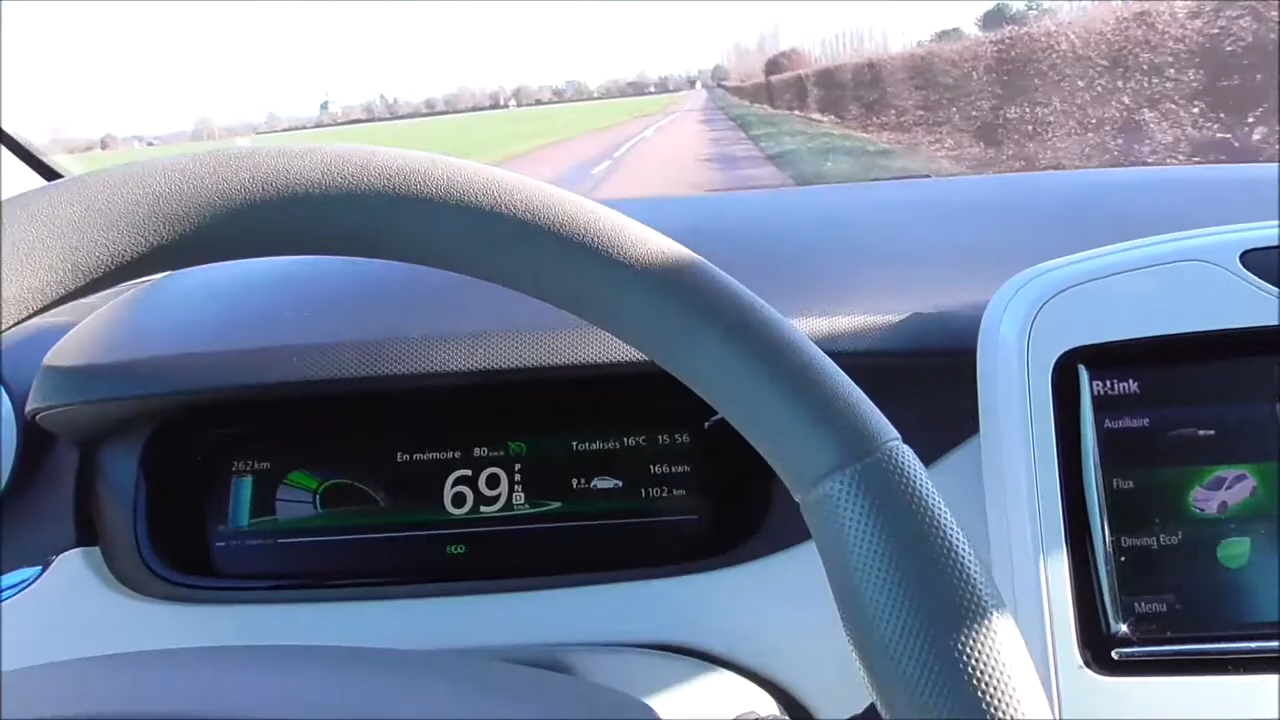 262 km
En mémoire 80 km/h
69
km/h
P
R
N
D
Totalisés 16°C 15:56
166 kWh
1102 km
ECO
R-Link
Auxiliaire
Flux
Driving Eco²
Menu